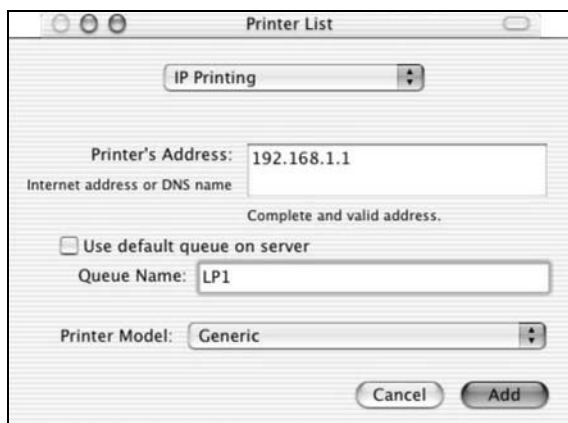 Printer List
IP Printing
Printer's Address: 192.168.1.1
Internet address or DNS name
Complete and valid address.
Use default queue on server
Queue Name: LP1
Printer Model: Generic
Cancel Add